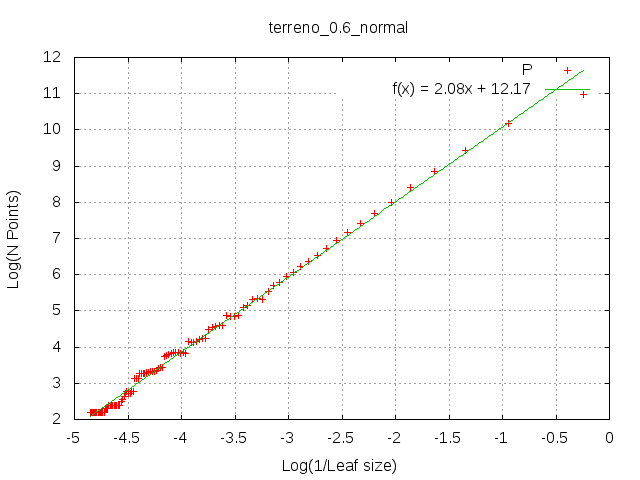 terreno_0.6_normal
12
11
10
9
8
7
6
5
4
3
2
Log(N Points)
P
f(x) = 2.08x + 12.17
-5 -4.5 -4 -3.5 -3 -2.5 -2 -1.5 -1 -0.5 0
Log(1/Leaf size)